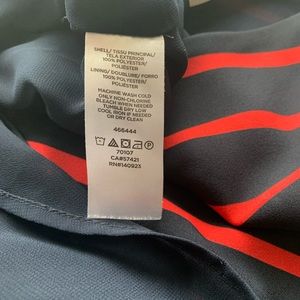 SHELL/ TISSU PRINCIPAL/
TELA EXTERIOR
100% POLYESTER/
POLYESTER
LINING/ DOUBLURE/ FORRO
100% POLYESTER/
POLYESTER
MACHINE WASH COLD
ONLY NON-CHLORINE
BLEACH WHEN NEEDED
TUMBLE DRY LOW
COOL IRON IF NEEDED
OR DRY CLEAN
466444
70107
CA#57421
RN#140923